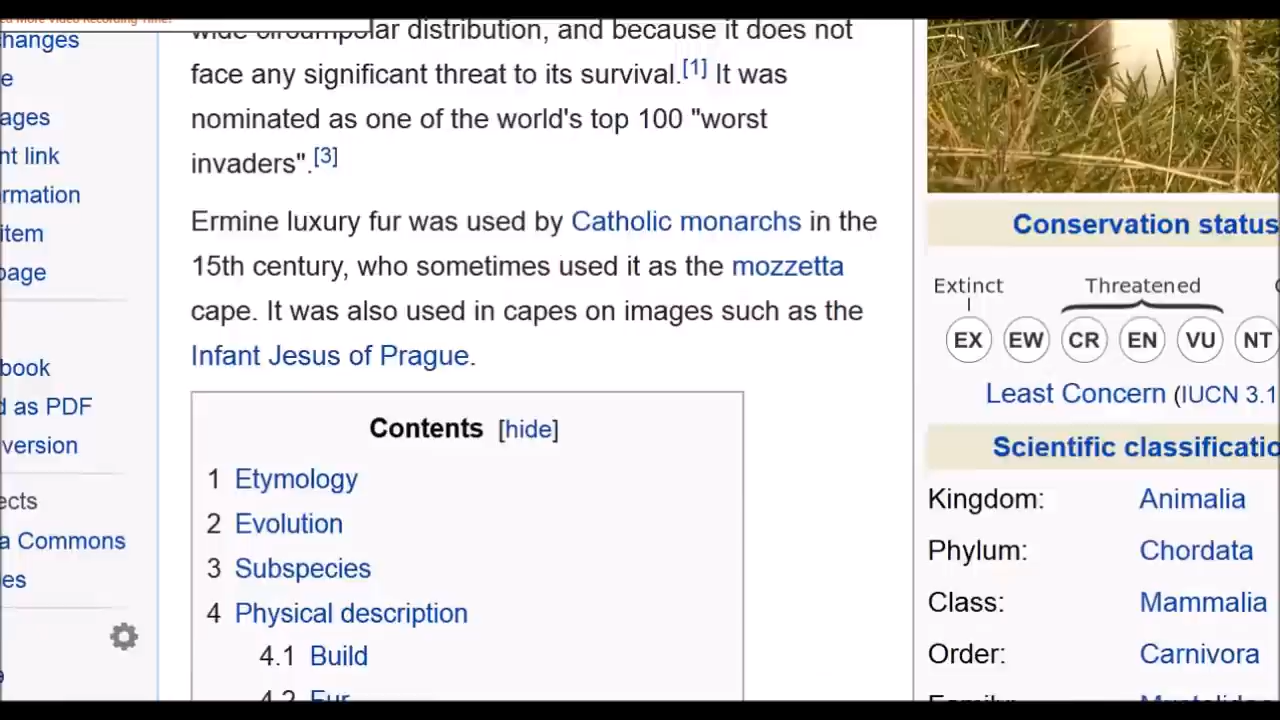 changes
e
ages
nt link
rmation
item
page
book
d as PDF
version
ects
a Commons
es
wide circumpolar distribution, and because it does not
face any significant threat to its survival.[1] It was
nominated as one of the world's top 100 "worst
invaders".[3]
Ermine luxury fur was used by Catholic monarchs in the
15th century, who sometimes used it as the mozzetta
cape. It was also used in capes on images such as the
Infant Jesus of Prague.
Contents [hide]
1 Etymology
2 Evolution
3 Subspecies
4 Physical description
4.1 Build
4.2 Fur
Conservation status
Extinct Threatened
EX EW CR EN VU NT
Least Concern (IUCN 3.1
Scientific classificatio
Kingdom: Animalia
Phylum: Chordata
Class: Mammalia
Order: Carnivora
Family: Mustelidae